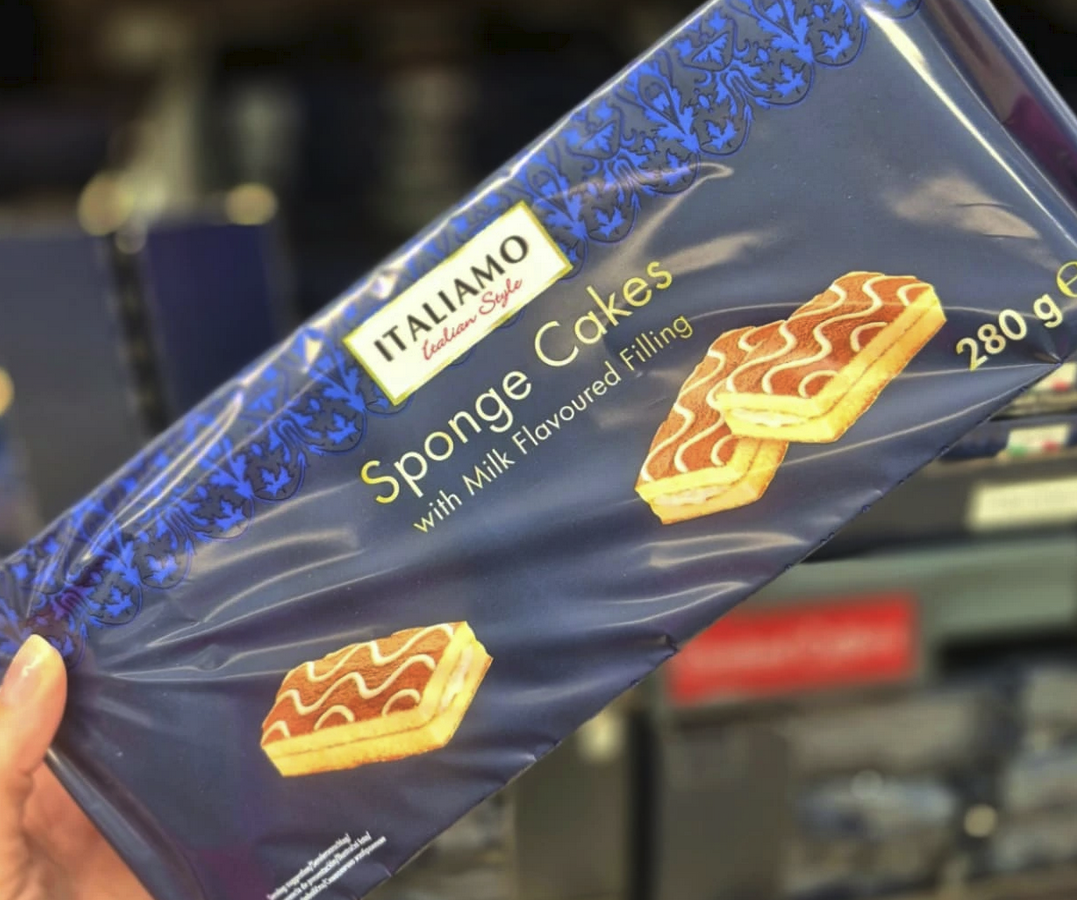 ITALIAMO
Italian Style
Sponge Cakes
with Milk Flavoured Filling
280 g ℮